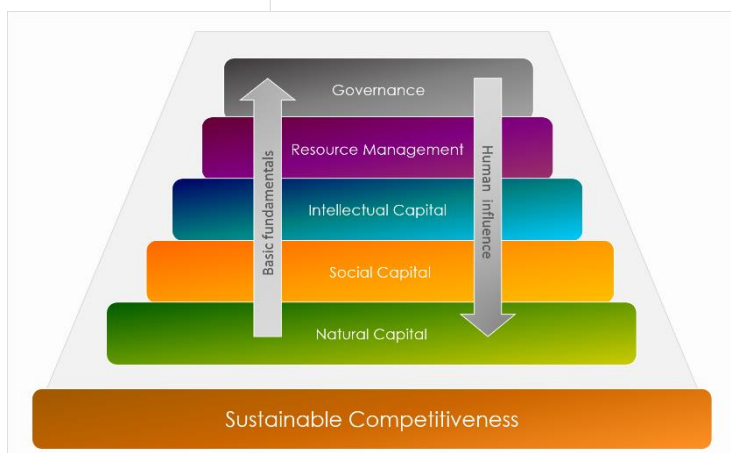 Governance
Resource Management
Intellectual Capital
Social Capital
Natural Capital
Basic fundamentals
Human influence
Sustainable Competitiveness